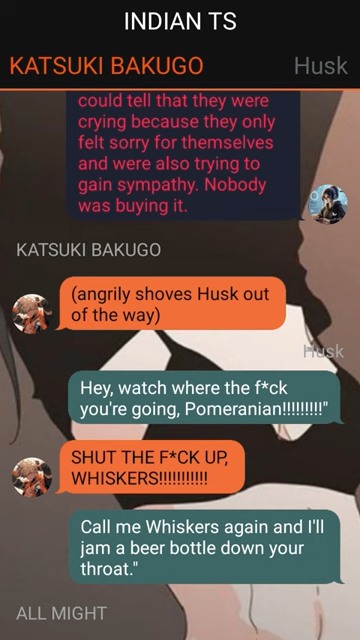 INDIAN TS
KATSUKI BAKUGO Husk
could tell that they were
crying because they only
felt sorry for themselves
and were also trying to
gain sympathy. Nobody
was buying it.
KATSUKI BAKUGO
(angrily shoves Husk out
of the way)
Husk
Hey, watch where the f*ck
you're going, Pomeranian!!!!!!!!!"
SHUT THE F*CK UP,
WHISKERS!!!!!!!!!!!
Call me Whiskers again and I'll
jam a beer bottle down your
throat."
ALL MIGHT